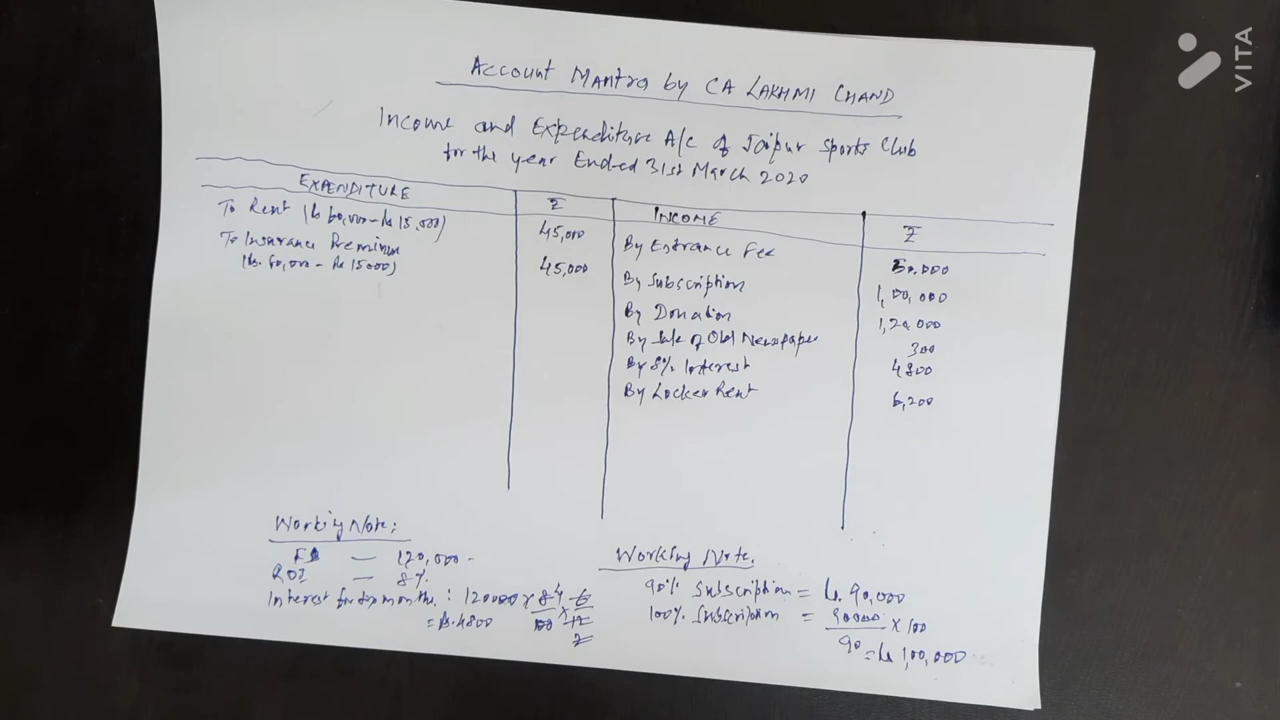 Account Mantra by CA LAKHMI CHAND
Income and Expenditure A/c of Jaipur Sports Club
for the year Ended 31st March 2020
EXPENDITURE ₹ INCOME ₹
To Rent (Rs 60,000 - Rs 15,000) 45,000
To Insurance Premium
(Rs. 60,000 - Rs 15000) 45,000
By Entrance Fee 50,000
By Subscription 1,00,000
By Donation 1,20,000
By Sale of Old Newspaper 300
By 8% Interest 4800
By Locker Rent 6,200
Working Note:
FD — 120,000
ROI — 8%
Interest for six months : 120000 × 8/100 × 6/12
= Rs. 4800
Working Note.
90% Subscription = Rs. 90,000
100% Subscription = 90000/90 × 100
= Rs 1,00,000
VITA